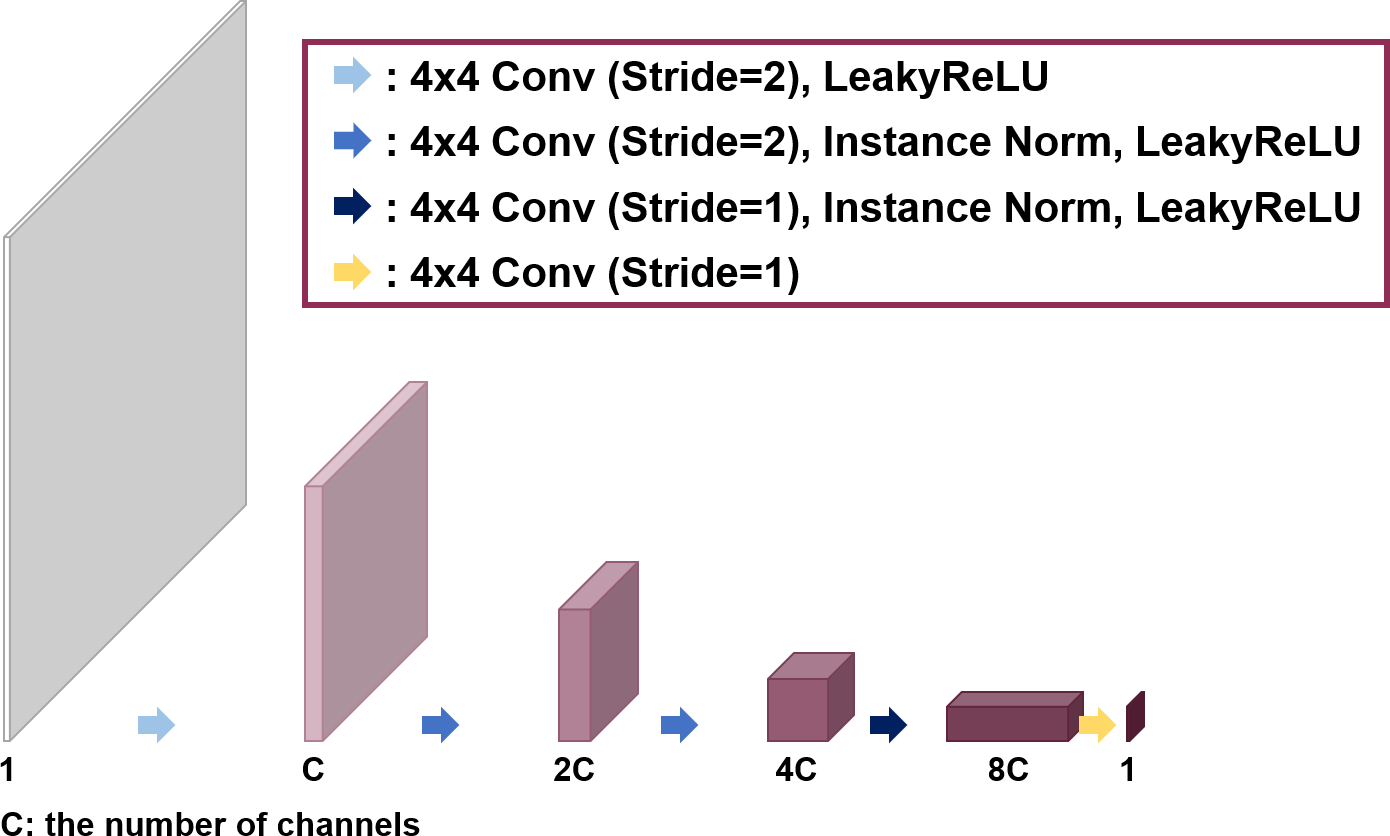 : 4x4 Conv (Stride=2), LeakyReLU
: 4x4 Conv (Stride=2), Instance Norm, LeakyReLU
: 4x4 Conv (Stride=1), Instance Norm, LeakyReLU
: 4x4 Conv (Stride=1)
1 C 2C 4C 8C 1
C: the number of channels